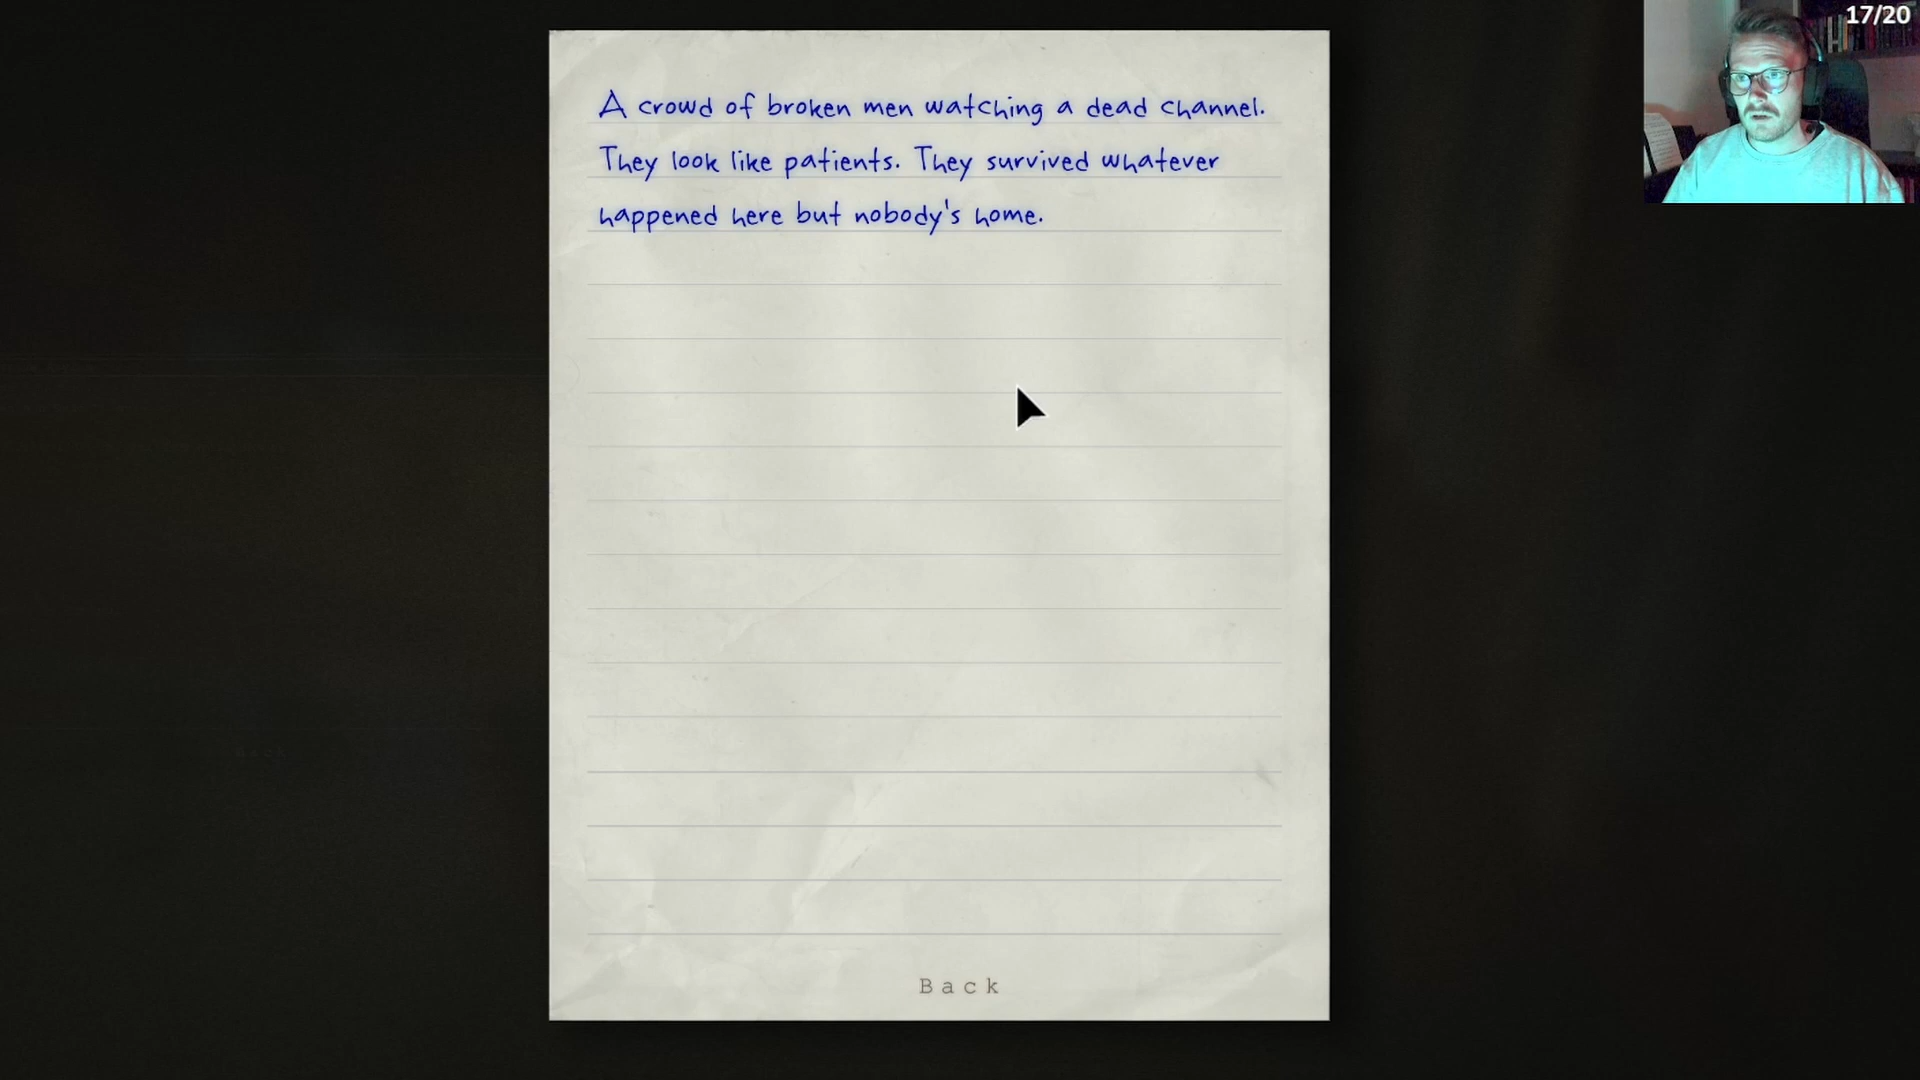 17/20
A crowd of broken men watching a dead channel.
They look like patients. They survived whatever
happened here but nobody's home.
Back